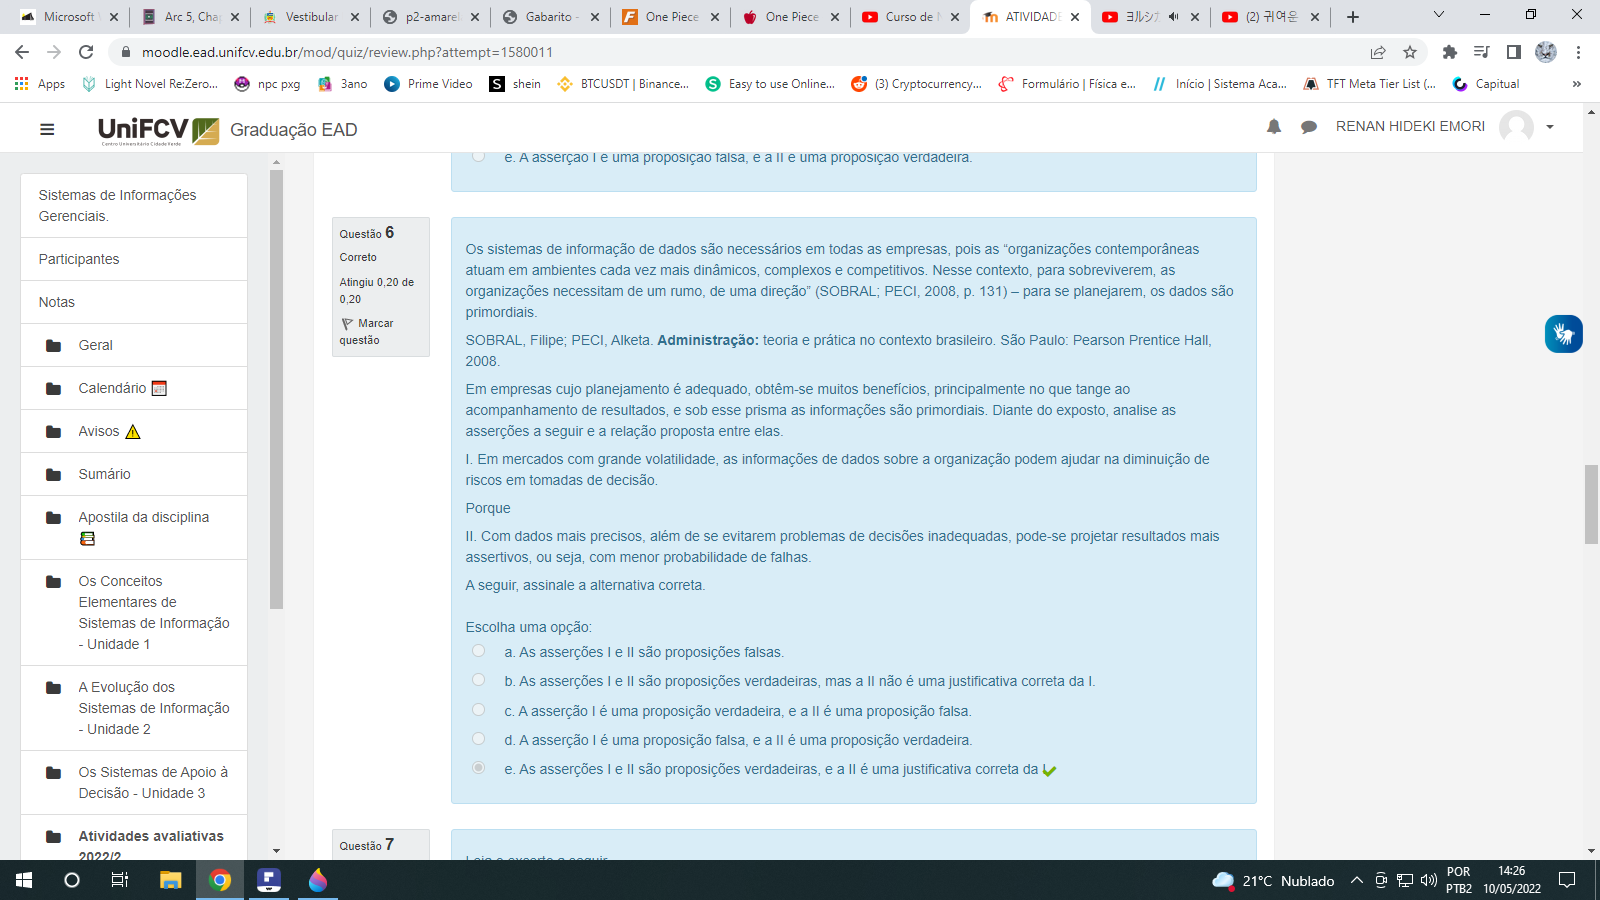 Microsoft
Arc 5, Cha
Vestibular
p2-amare
Gabarito -
One Piece
One Piece
Curso de
ATIVIDAD
ヨルシ
(2) 귀여운
moodle.ead.unifcv.edu.br/mod/quiz/review.php?attempt=1580011
Apps
Light Novel Re:Zero...
npc pxg
3ano
Prime Video
shein
BTCUSDT | Binance...
Easy to use Online...
(3) Cryptocurrency...
Formulário | Física e...
Início | Sistema Aca...
TFT Meta Tier List (...
Capitual
»
UniFCV
Centro Universitário Cidade Verde
Graduação EAD
RENAN HIDEKI EMORI
Sistemas de Informações
Gerenciais.
Participantes
Notas
Geral
Calendário
Avisos
Sumário
Apostila da disciplina
Os Conceitos
Elementares de
Sistemas de Informação
- Unidade 1
A Evolução dos
Sistemas de Informação
- Unidade 2
Os Sistemas de Apoio à
Decisão - Unidade 3
Atividades avaliativas
2022/2
e. A asserção I é uma proposição falsa, e a II é uma proposição verdadeira.
Questão 6
Correto
Atingiu 0,20 de
0,20
Marcar
questão
Os sistemas de informação de dados são necessários em todas as empresas, pois as “organizações contemporâneas
atuam em ambientes cada vez mais dinâmicos, complexos e competitivos. Nesse contexto, para sobreviverem, as
organizações necessitam de um rumo, de uma direção” (SOBRAL; PECI, 2008, p. 131) – para se planejarem, os dados são
primordiais.
SOBRAL, Filipe; PECI, Alketa. Administração: teoria e prática no contexto brasileiro. São Paulo: Pearson Prentice Hall,
2008.
Em empresas cujo planejamento é adequado, obtêm-se muitos benefícios, principalmente no que tange ao
acompanhamento de resultados, e sob esse prisma as informações são primordiais. Diante do exposto, analise as
asserções a seguir e a relação proposta entre elas.
I. Em mercados com grande volatilidade, as informações de dados sobre a organização podem ajudar na diminuição de
riscos em tomadas de decisão.
Porque
II. Com dados mais precisos, além de se evitarem problemas de decisões inadequadas, pode-se projetar resultados mais
assertivos, ou seja, com menor probabilidade de falhas.
A seguir, assinale a alternativa correta.
Escolha uma opção:
a. As asserções I e II são proposições falsas.
b. As asserções I e II são proposições verdadeiras, mas a II não é uma justificativa correta da I.
c. A asserção I é uma proposição verdadeira, e a II é uma proposição falsa.
d. A asserção I é uma proposição falsa, e a II é uma proposição verdadeira.
e. As asserções I e II são proposições verdadeiras, e a II é uma justificativa correta da I.
Questão 7
Leia o excerto a seguir
21°C Nublado
POR
PTB2
14:26
10/05/2022